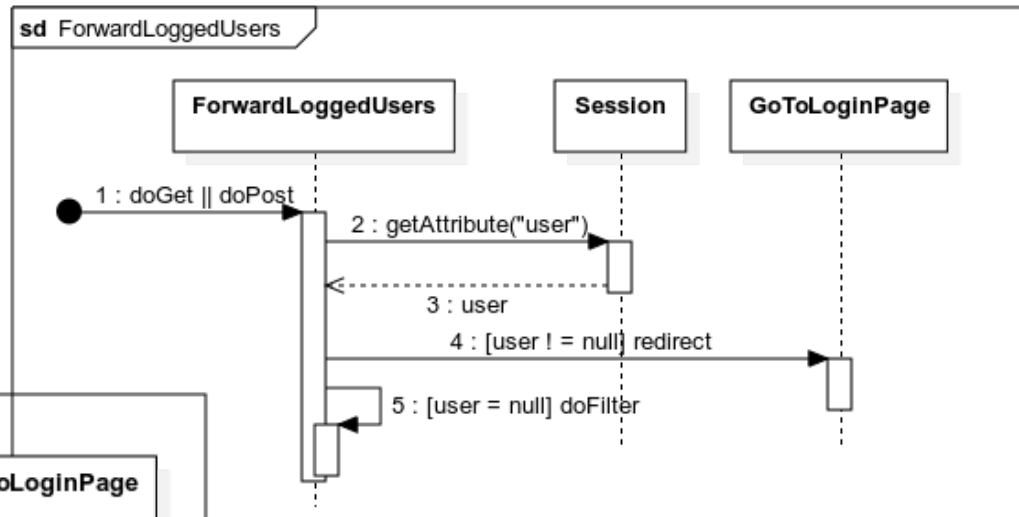 sd ForwardLoggedUsers
ForwardLoggedUsers
Session
GoToLoginPage
1 : doGet || doPost
2 : getAttribute("user")
3 : user
4 : [user ! = null] redirect
5 : [user = null] doFilter
oLoginPage